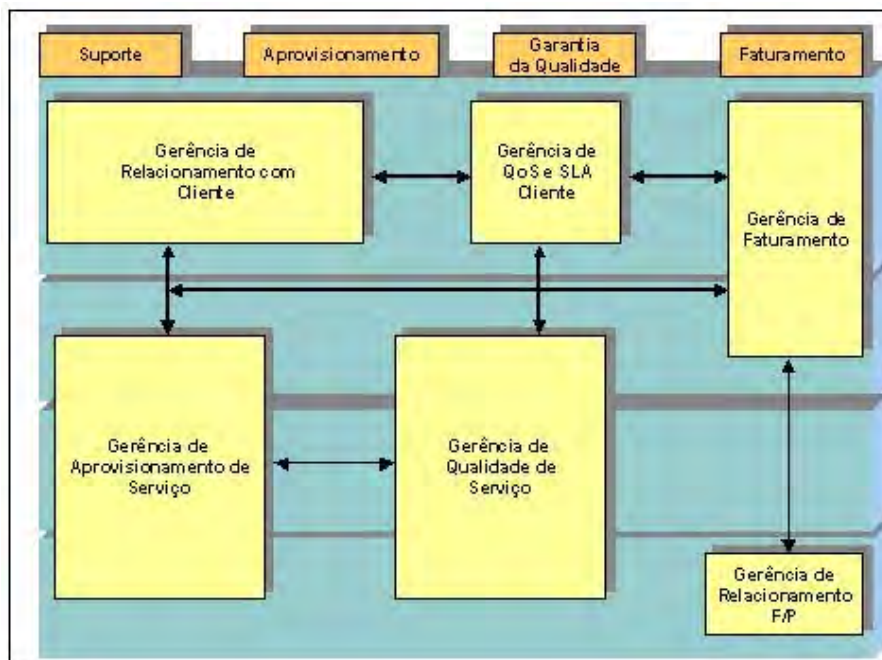 Suporte
Aprovisionamento
Garantia
da Qualidade
Faturamento
Gerência de
Relacionamento com
Cliente
Gerência de
QoS e SLA
Cliente
Gerência de
Faturamento
Gerência de
Aprovisionamento de
Serviço
Gerência de
Qualidade de
Serviço
Gerência de
Relacionamento
F/P